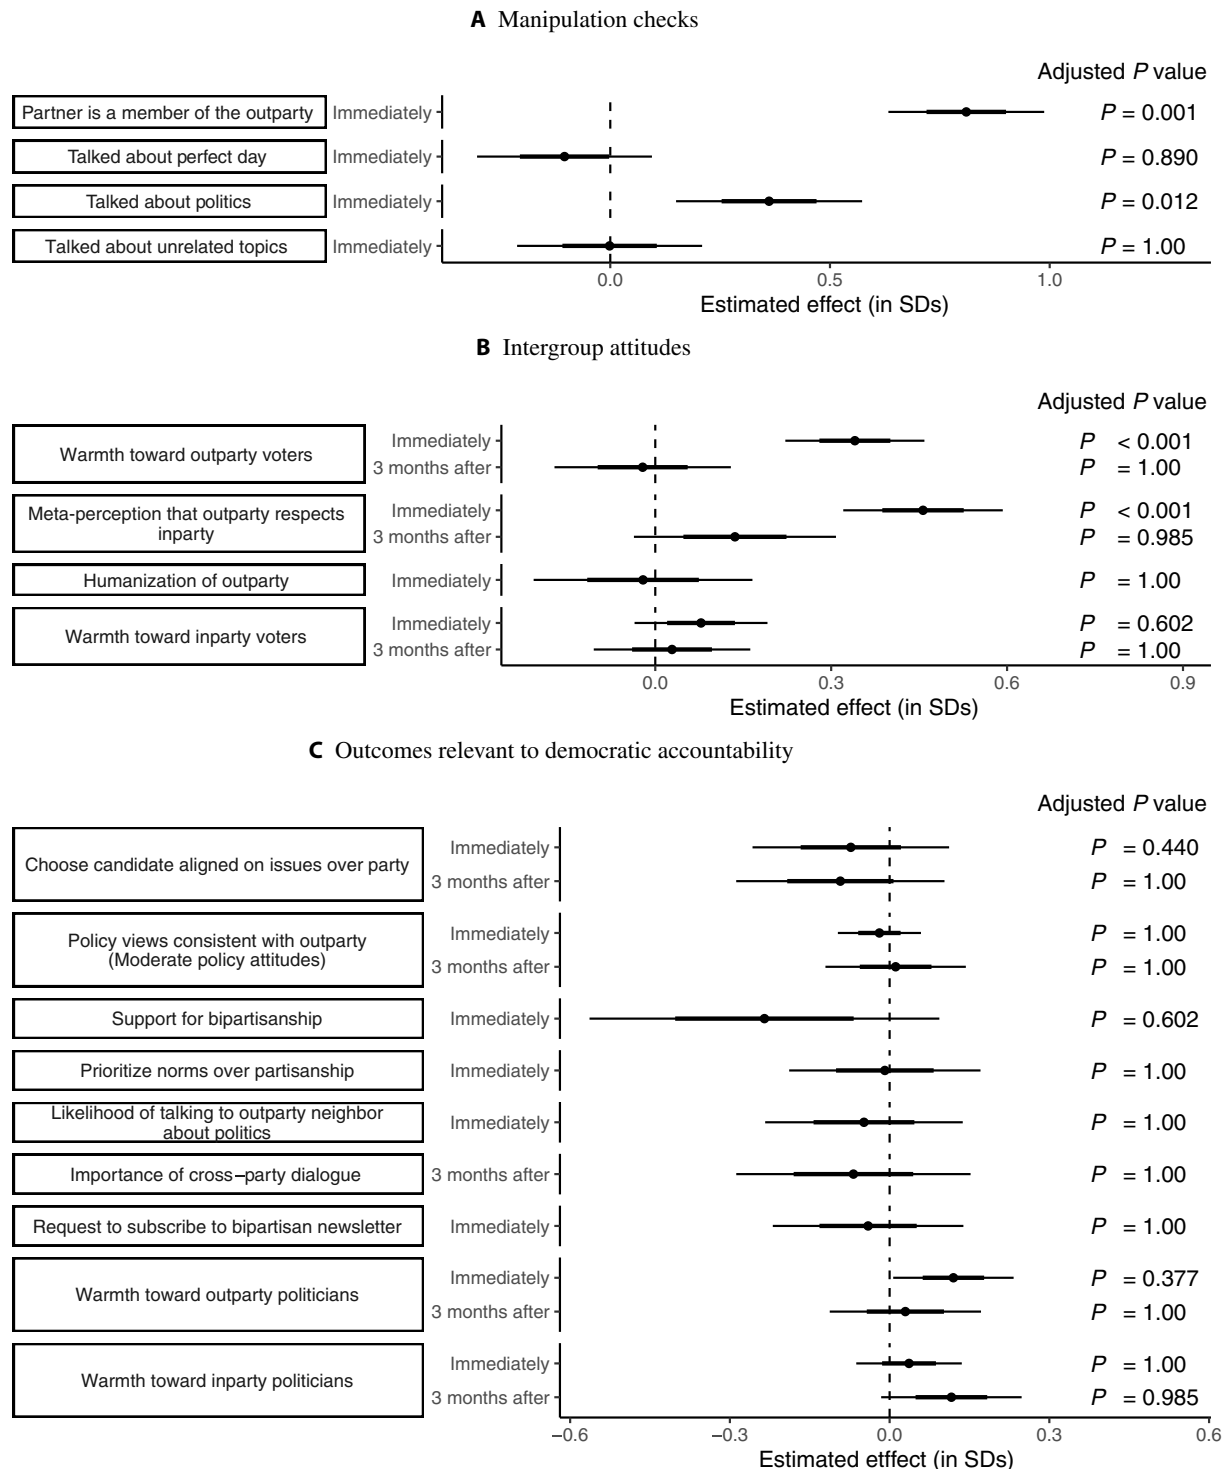 A Manipulation checks
Adjusted P value
Partner is a member of the outparty Immediately P = 0.001
Talked about perfect day Immediately P = 0.890
Talked about politics Immediately P = 0.012
Talked about unrelated topics Immediately P = 1.00
0.0 0.5 1.0
Estimated effect (in SDs)
B Intergroup attitudes
Adjusted P value
Warmth toward outparty voters
Immediately P < 0.001
3 months after P = 1.00
Meta-perception that outparty respects
inparty
Immediately P < 0.001
3 months after P = 0.985
Humanization of outparty Immediately P = 1.00
Warmth toward inparty voters
Immediately P = 0.602
3 months after P = 1.00
0.0 0.3 0.6 0.9
Estimated effect (in SDs)
C Outcomes relevant to democratic accountability
Adjusted P value
Choose candidate aligned on issues over party
Immediately P = 0.440
3 months after P = 1.00
Policy views consistent with outparty
(Moderate policy attitudes)
Immediately P = 1.00
3 months after P = 1.00
Support for bipartisanship Immediately P = 0.602
Prioritize norms over partisanship Immediately P = 1.00
Likelihood of talking to outparty neighbor
about politics
Immediately P = 1.00
Importance of cross−party dialogue 3 months after P = 1.00
Request to subscribe to bipartisan newsletter Immediately P = 1.00
Warmth toward outparty politicians
Immediately P = 0.377
3 months after P = 1.00
Warmth toward inparty politicians
Immediately P = 1.00
3 months after P = 0.985
−0.6 −0.3 0.0 0.3 0.6
Estimated etffect (in SDs)